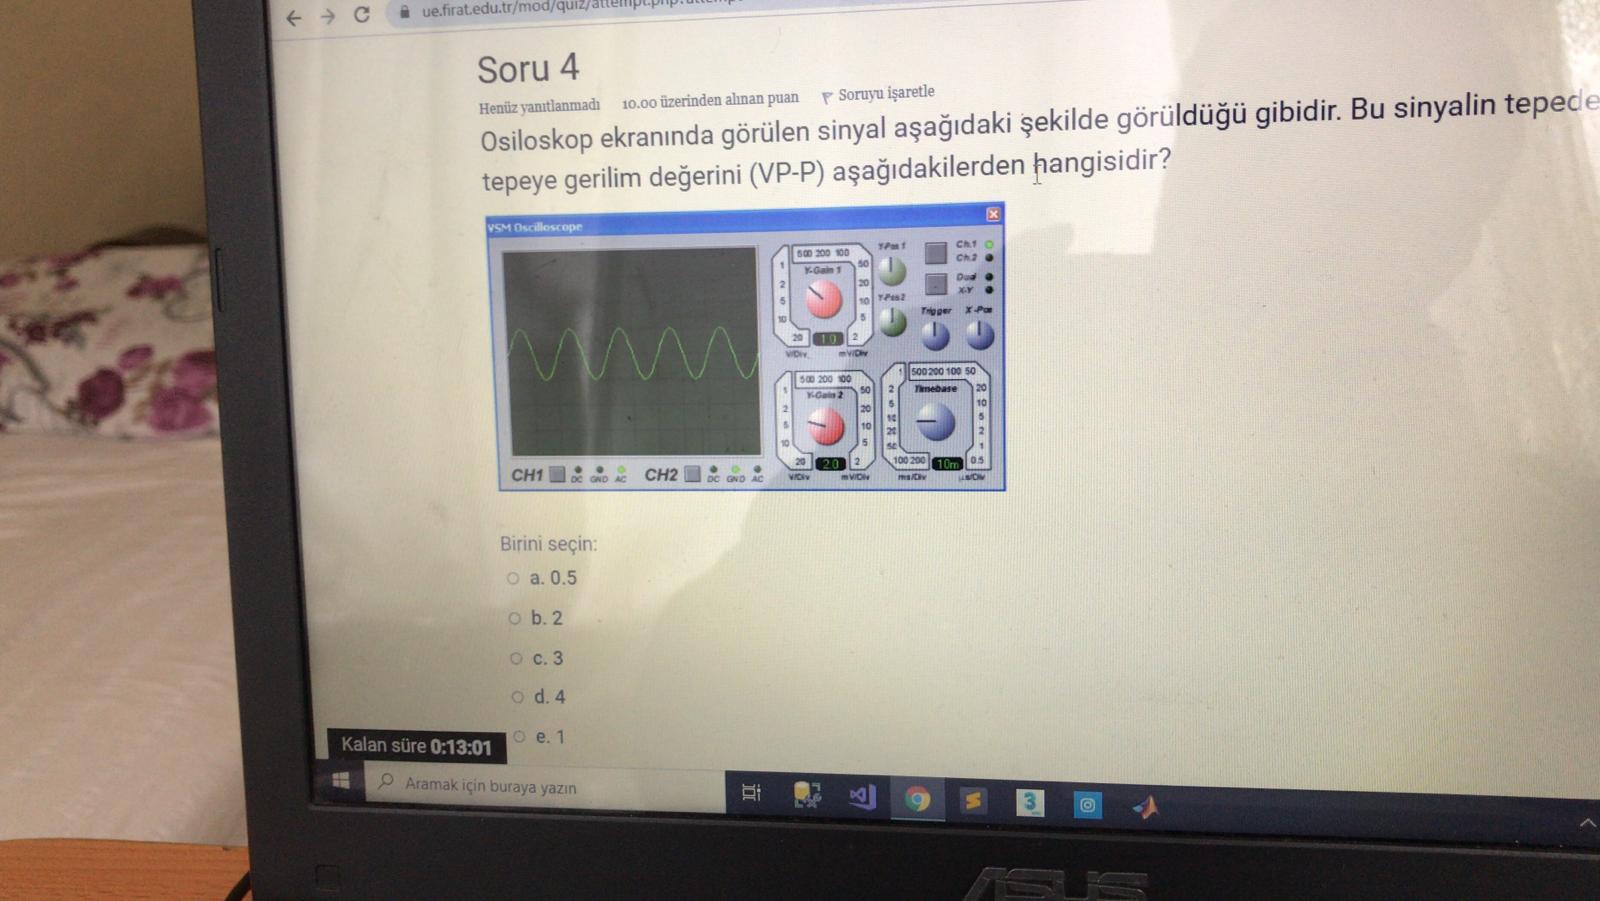 ue.firat.edu.tr/mod/quiz/attempt.php?attemp
Soru 4
Henüz yanıtlanmadı 10.00 üzerinden alınan puan Soruyu işaretle
Osiloskop ekranında görülen sinyal aşağıdaki şekilde görüldüğü gibidir. Bu sinyalin tepede
tepeye gerilim değerini (VP-P) aşağıdakilerden hangisidir?
VSM Oscilloscope
500 200 100
Y-Gain 1
1
2
5
10
20
50
20
10
5
2
1.0
V/Div
mV/Div
Y-Pos 1
Y-Pos2
Ch.1
Ch.2
Dual
X-Y
Trigger X-Pos
500 200 100
Y-Gain 2
1
2
5
10
20
50
20
10
5
2
2.0
V/Div
mV/Div
1 500 200 100 50
Timebase
2
5
10
20
50
100 200
20
10
5
2
1
0.5
10m
ms/Div
µs/Div
CH1 DC GND AC CH2 DC GND AC
Birini seçin:
a. 0.5
b. 2
c. 3
d. 4
e. 1
Kalan süre 0:13:01
Aramak için buraya yazın
ASUS